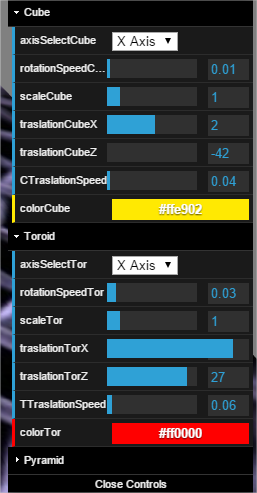 Cube
axisSelectCube X Axis
rotationSpeedC... 0.01
scaleCube 1
traslationCubeX 2
traslationCubeZ -42
CTraslationSpeed 0.04
colorCube #ffe902
Toroid
axisSelectTor X Axis
rotationSpeedTor 0.03
scaleTor 1
traslationTorX
traslationTorZ 27
TTraslationSpeed 0.06
colorTor #ff0000
Pyramid
Close Controls